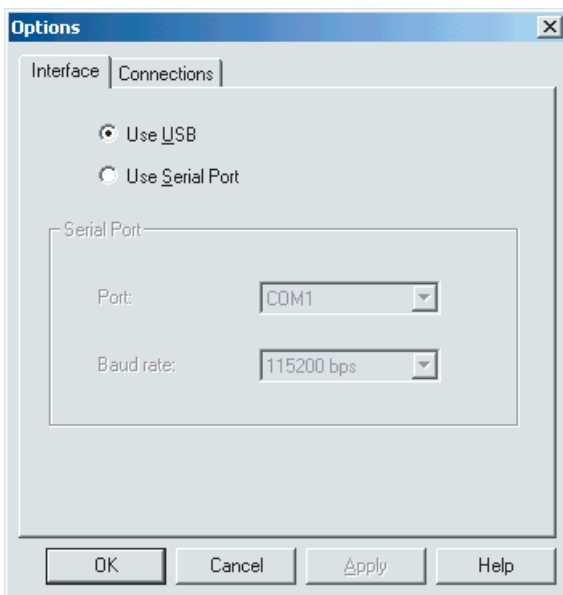 Options
Interface Connections
Use USB
Use Serial Port
Serial Port
Port: COM1
Baud rate: 115200 bps
OK Cancel Apply Help